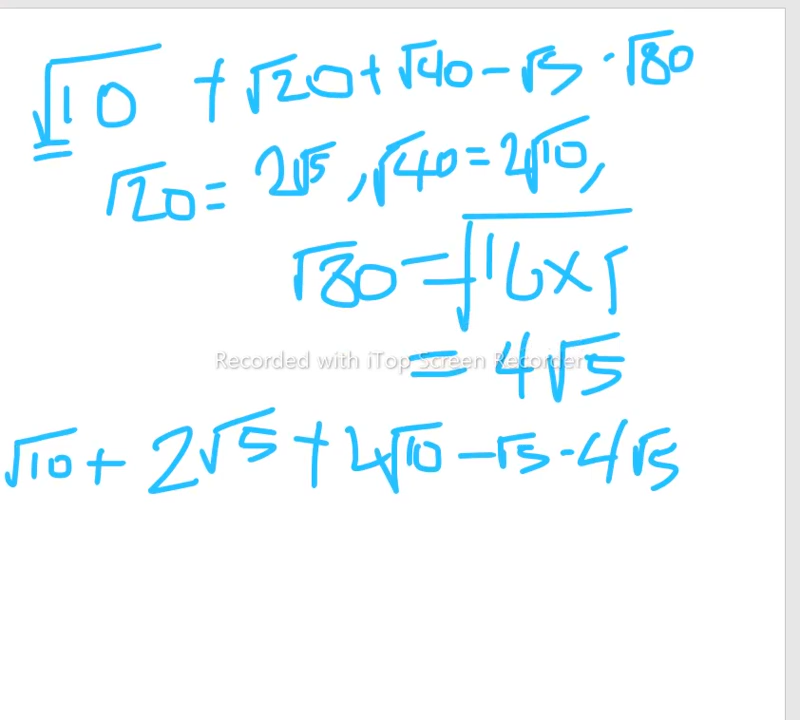 √10 + √20 + √40 - √5 · √80
√20 = 2√5, √40 = 2√10,
√80 = √16×5
Recorded with iTop Screen Recorder
= 4√5
√10 + 2√5 + 2√10 - √5 - 4√5